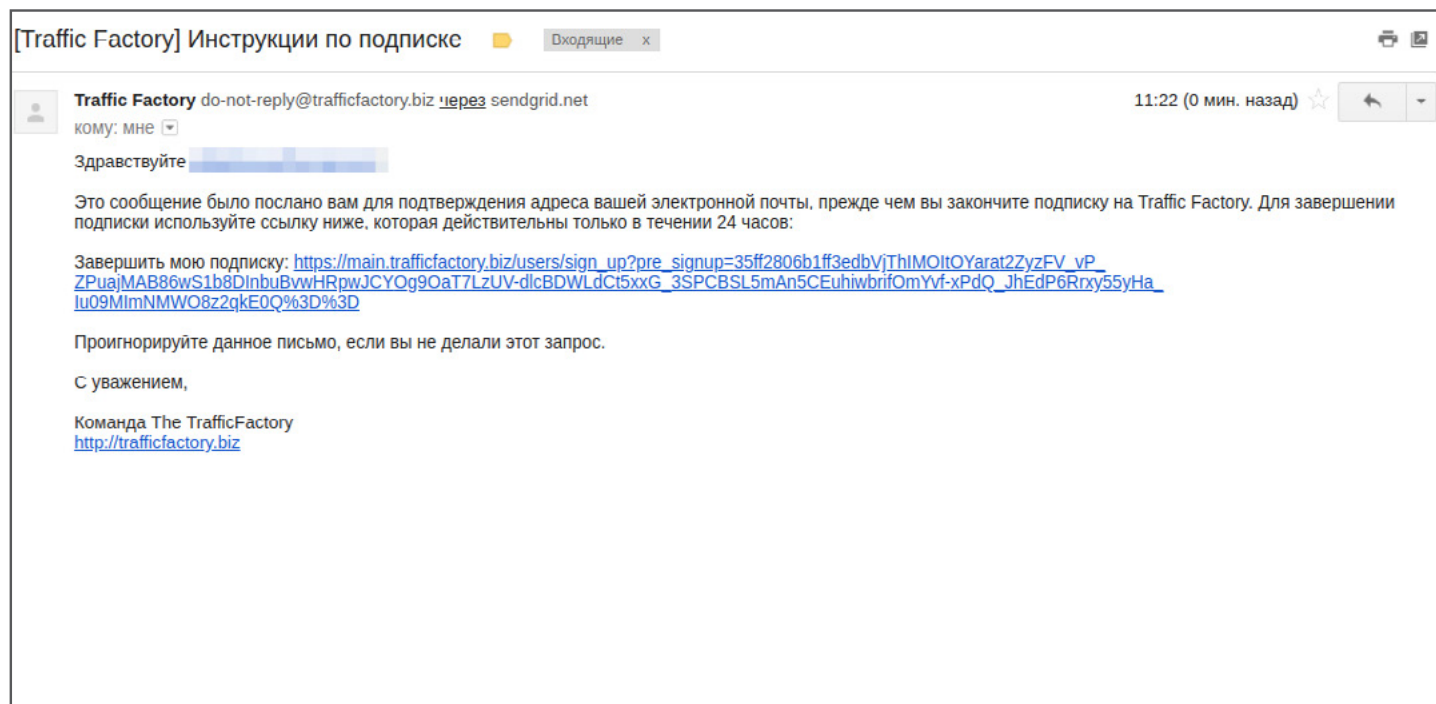 [Traffic Factory] Инструкции по подписке
Входящие x
Traffic Factory do-not-reply@trafficfactory.biz через sendgrid.net
11:22 (0 мин. назад)
кому: мне
Здравствуйте
Это сообщение было послано вам для подтверждения адреса вашей электронной почты, прежде чем вы закончите подписку на Traffic Factory. Для завершении
подписки используйте ссылку ниже, которая действительны только в течении 24 часов:
Завершить мою подписку: https://main.trafficfactory.biz/users/sign_up?pre_signup=35ff2806b1ff3edbVjThIMOItOYarat2ZyzFV_vP_
ZPuajMAB86wS1b8DInbuBvwHRpwJCYOg9OaT7LzUV-dlcBDWLdCt5xxG_3SPCBSL5mAn5CEuhiwbrifOmYvf-xPdQ_JhEdP6Rrxy55yHa_
Iu09MImNMWO8z2qkE0Q%3D%3D
Проигнорируйте данное письмо, если вы не делали этот запрос.
С уважением,
Команда The TrafficFactory
http://trafficfactory.biz